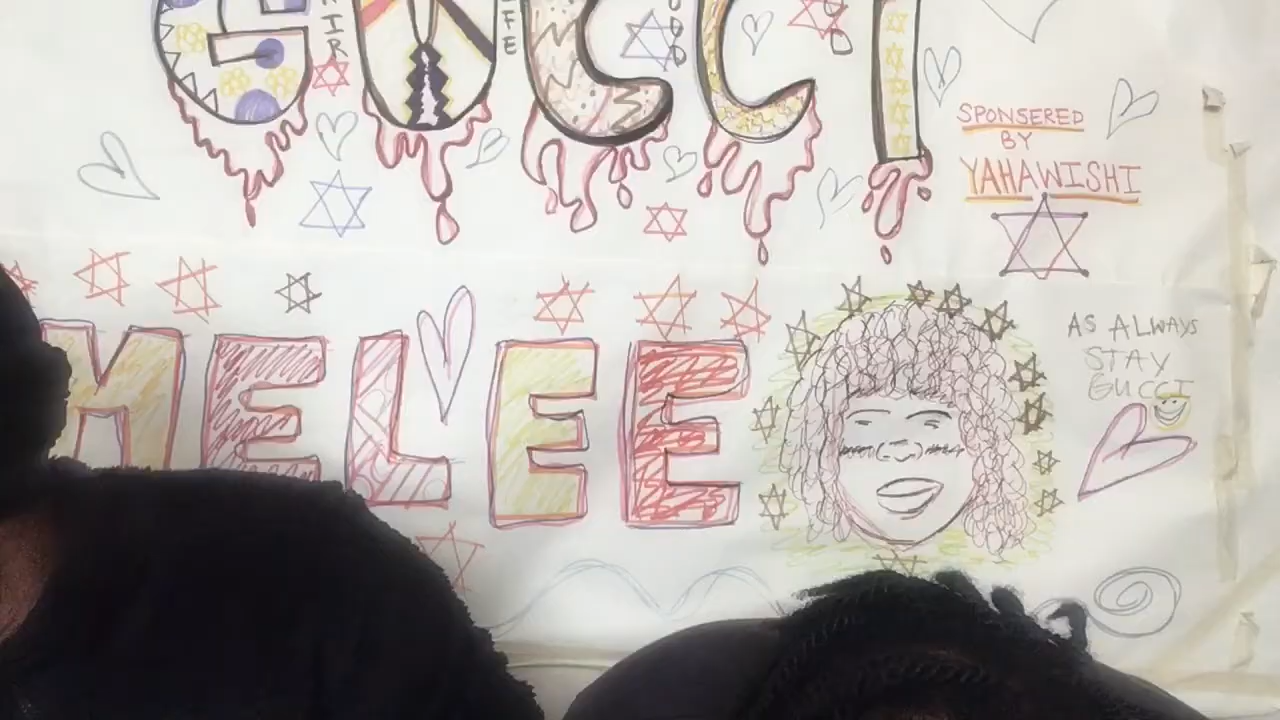 GUCCI
SPONSERED
BY
YAHAWISHI
MELEE
AS ALWAYS
STAY
GUCCI